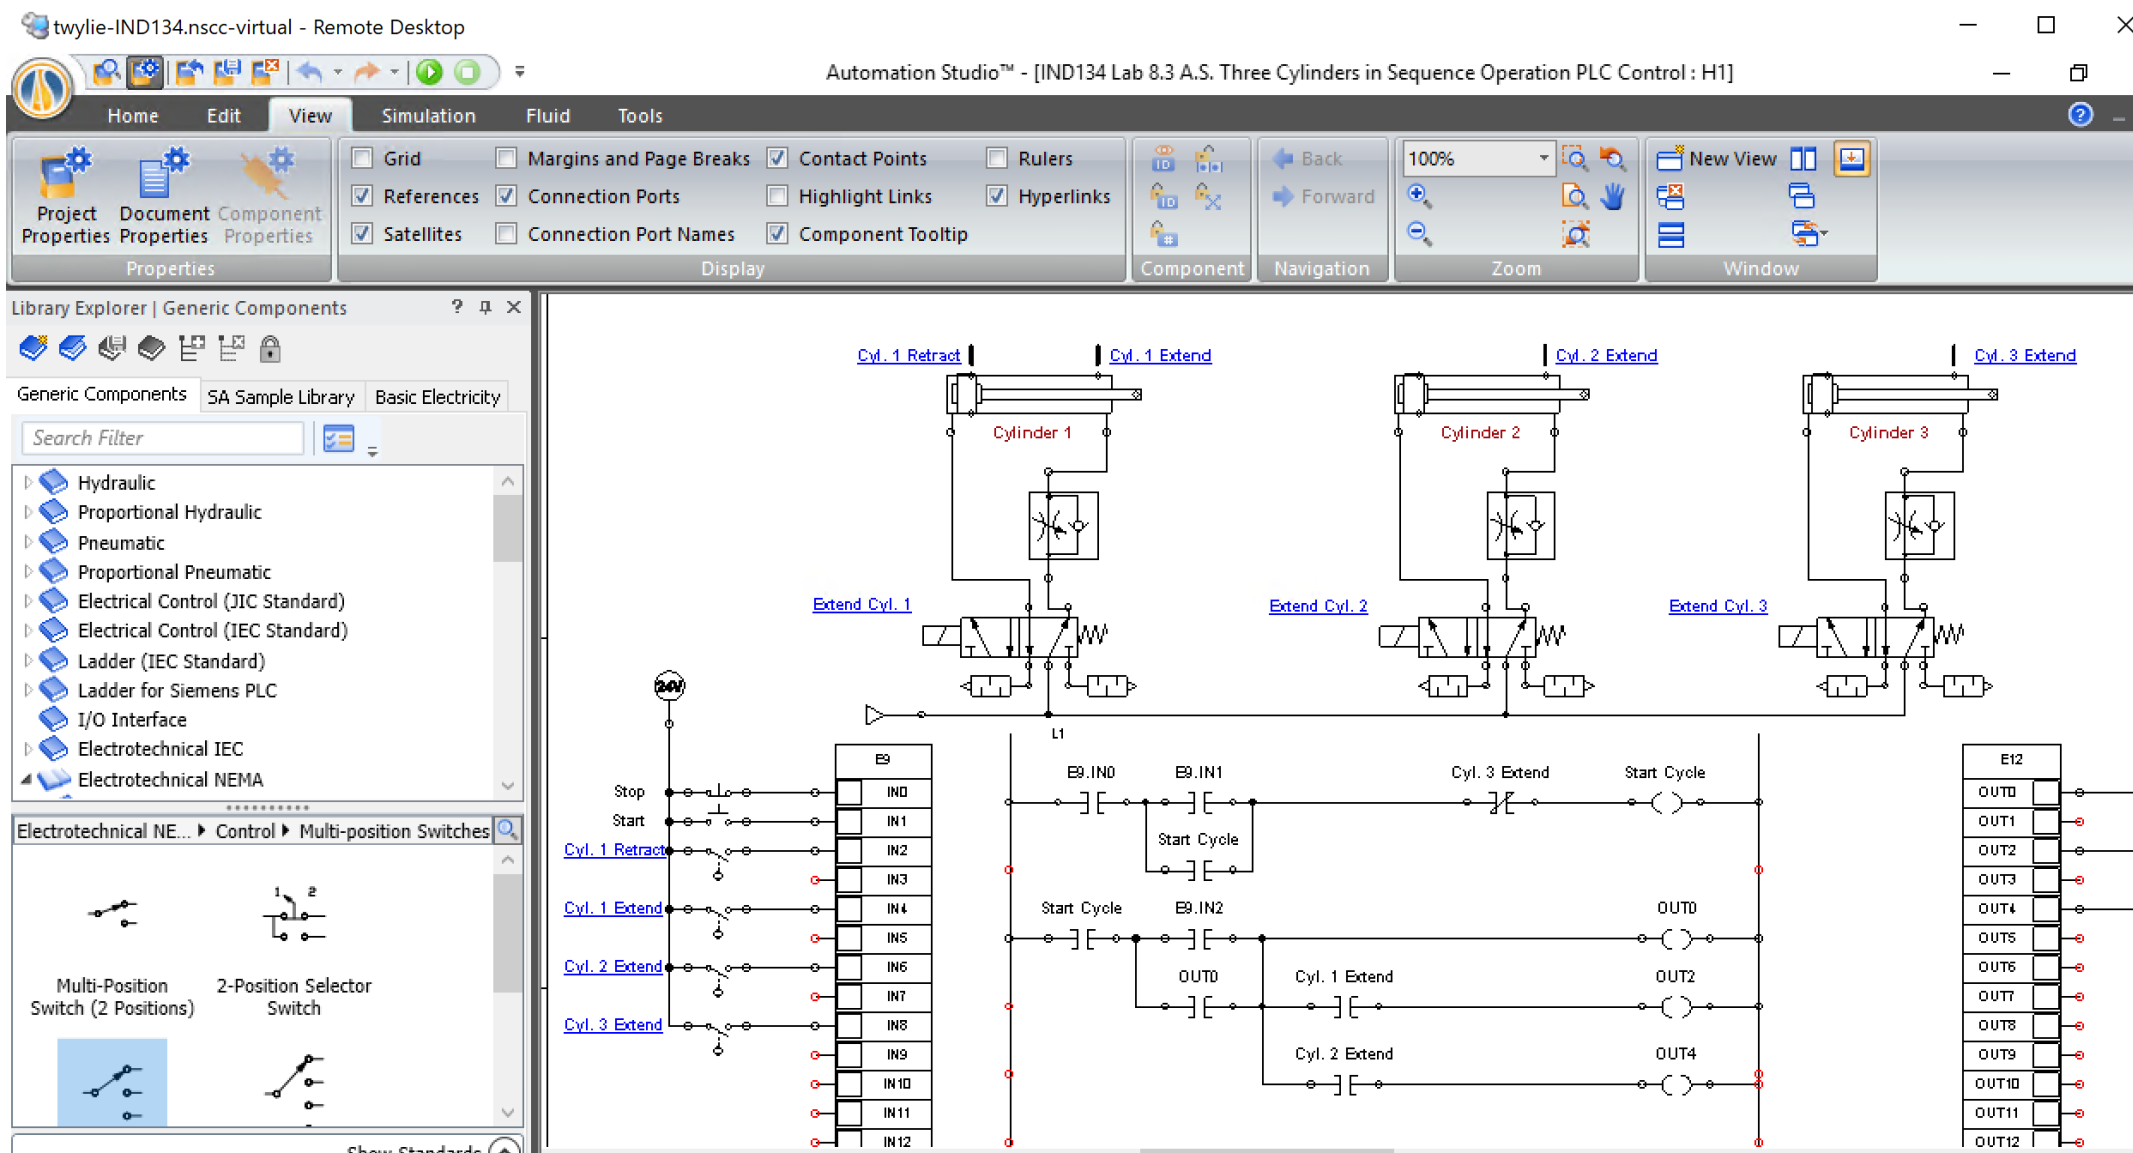 twylie-IND134.nscc-virtual - Remote Desktop
Automation Studio™ - [IND134 Lab 8.3 A.S. Three Cylinders in Sequence Operation PLC Control : H1]
Home Edit View Simulation Fluid Tools
Project Properties
Document Properties
Component Properties
Properties
Grid
References
Satellites
Margins and Page Breaks
Connection Ports
Connection Port Names
Contact Points
Highlight Links
Component Tooltip
Rulers
Hyperlinks
Display
ID
ID
Component
Back
Forward
Navigation
100%
Zoom
New View
Window
Library Explorer | Generic Components
Generic Components SA Sample Library Basic Electricity
Search Filter
Hydraulic
Proportional Hydraulic
Pneumatic
Proportional Pneumatic
Electrical Control (JIC Standard)
Electrical Control (IEC Standard)
Ladder (IEC Standard)
Ladder for Siemens PLC
I/O Interface
Electrotechnical IEC
Electrotechnical NEMA
Electrotechnical NE... Control Multi-position Switches
1 2
Multi-Position
Switch (2 Positions)
2-Position Selector
Switch
Show Standards
Cyl. 1 Retract
Cyl. 1 Extend
Cyl. 2 Extend
Cyl. 3 Extend
Cylinder 1
Cylinder 2
Cylinder 3
Extend Cyl. 1
Extend Cyl. 2
Extend Cyl. 3
24V
Stop
Start
Cyl. 1 Retract
Cyl. 1 Extend
Cyl. 2 Extend
Cyl. 3 Extend
E9
IN0
IN1
IN2
IN3
IN4
IN5
IN6
IN7
IN8
IN9
IN10
IN11
IN12
L1
E9.IN0 E9.IN1 Cyl. 3 Extend Start Cycle
Start Cycle
Start Cycle E9.IN2 OUT0
OUT0 Cyl. 1 Extend OUT2
Cyl. 2 Extend OUT4
E12
OUT0
OUT1
OUT2
OUT3
OUT4
OUT5
OUT6
OUT7
OUT8
OUT9
OUT10
OUT11
OUT12